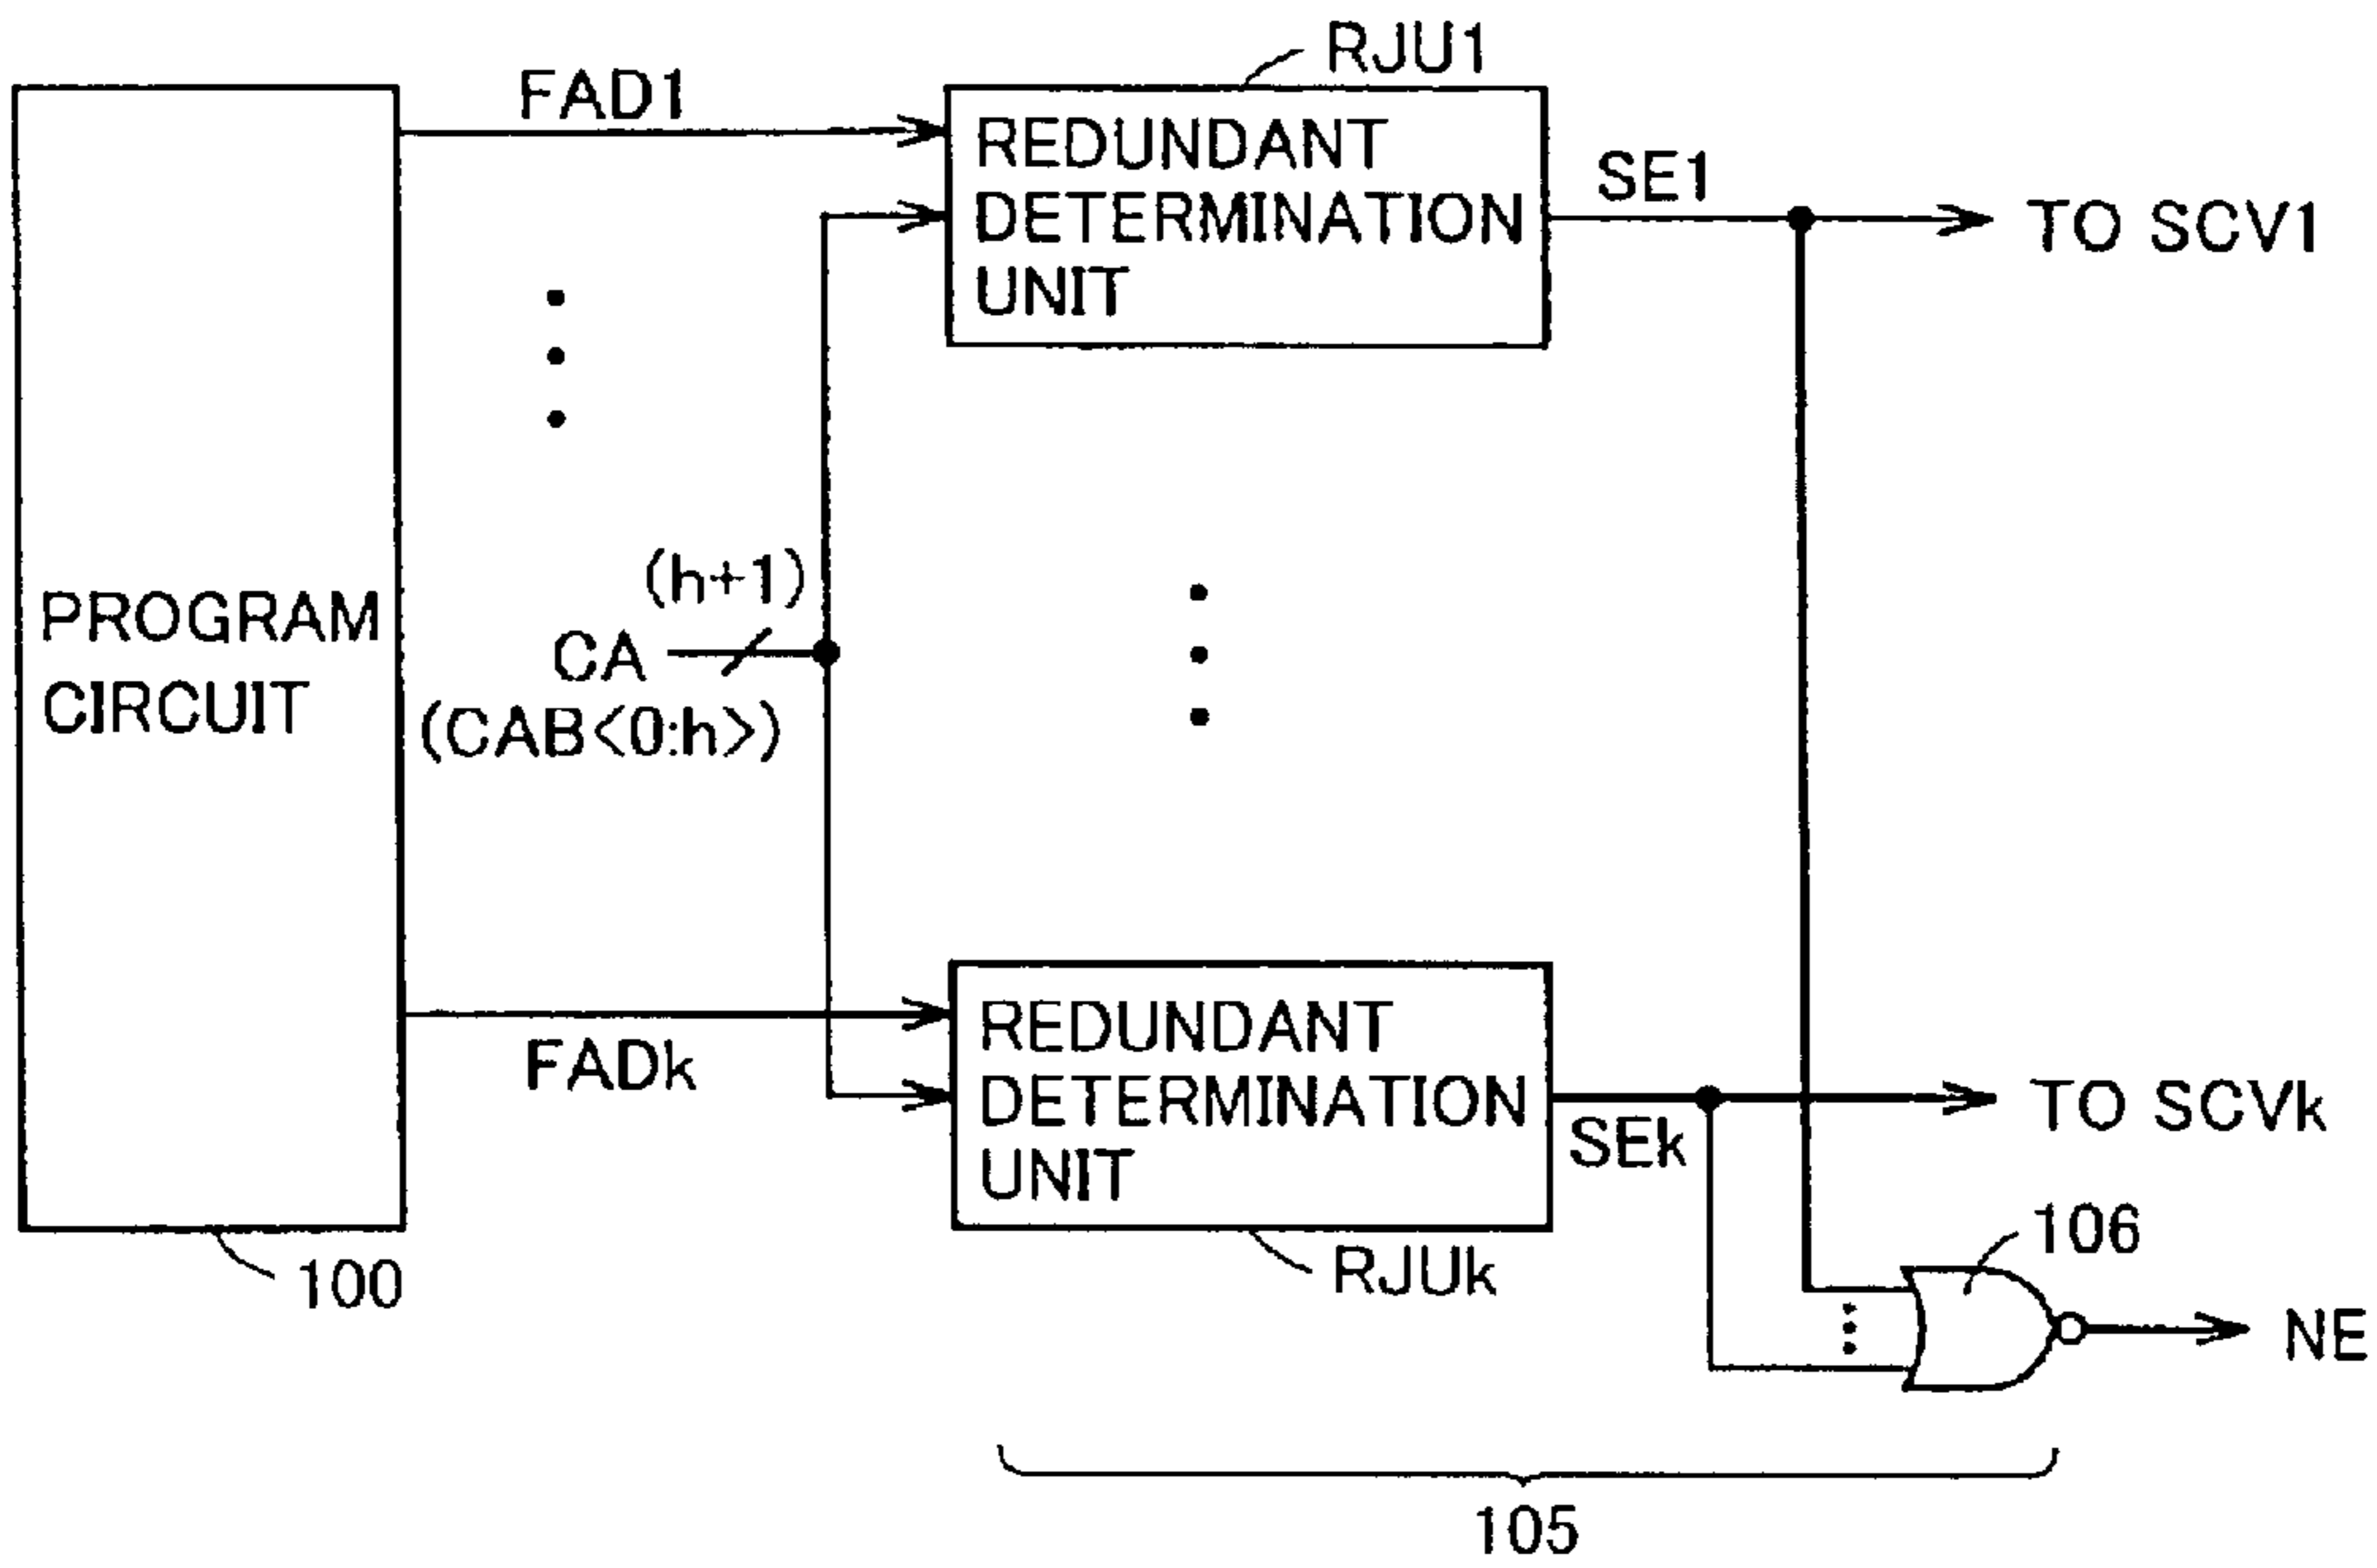 RJU1
FAD1
REDUNDANT
DETERMINATION
UNIT
SE1
TO SCV1
(h+1)
CA
(CAB<0:h>)
PROGRAM
CIRCUIT
FADk
REDUNDANT
DETERMINATION
UNIT
SEk
TO SCVk
100
RJUk
106
NE
105